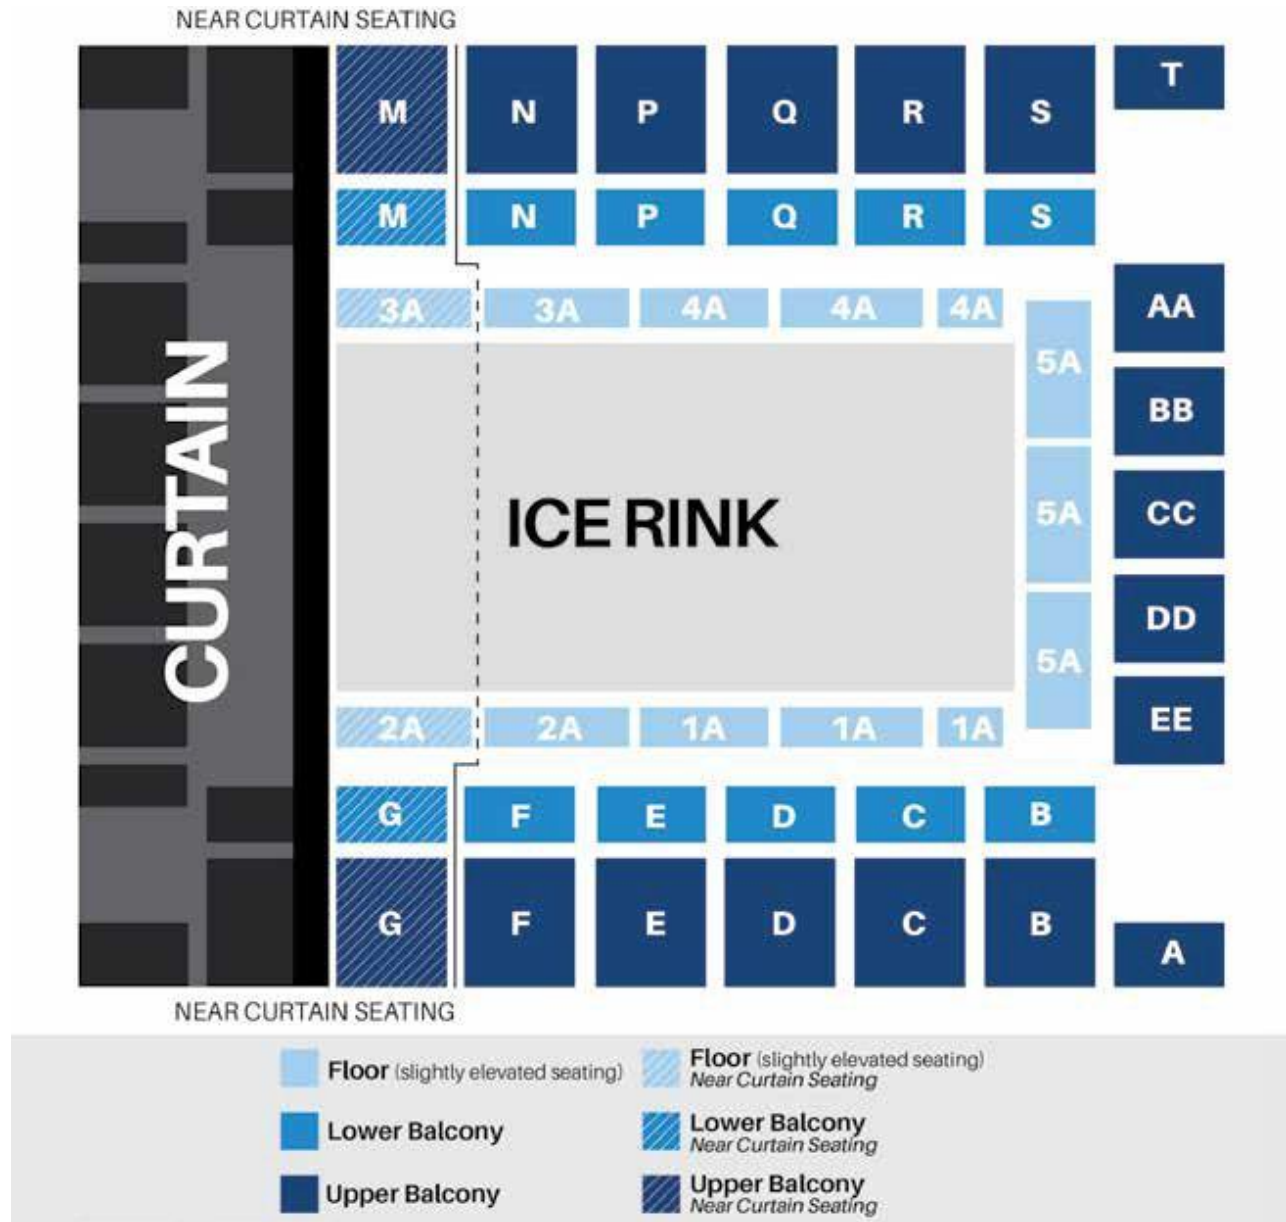 NEAR CURTAIN SEATING
M N P Q R S T
M N P Q R S
3A 3A 4A 4A 4A
5A
5A
5A
AA
BB
CC
DD
EE
CURTAIN
ICE RINK
2A 2A 1A 1A 1A
G F E D C B
G F E D C B A
NEAR CURTAIN SEATING
Floor (slightly elevated seating)
Lower Balcony
Upper Balcony
Floor (slightly elevated seating)
Near Curtain Seating
Lower Balcony
Near Curtain Seating
Upper Balcony
Near Curtain Seating